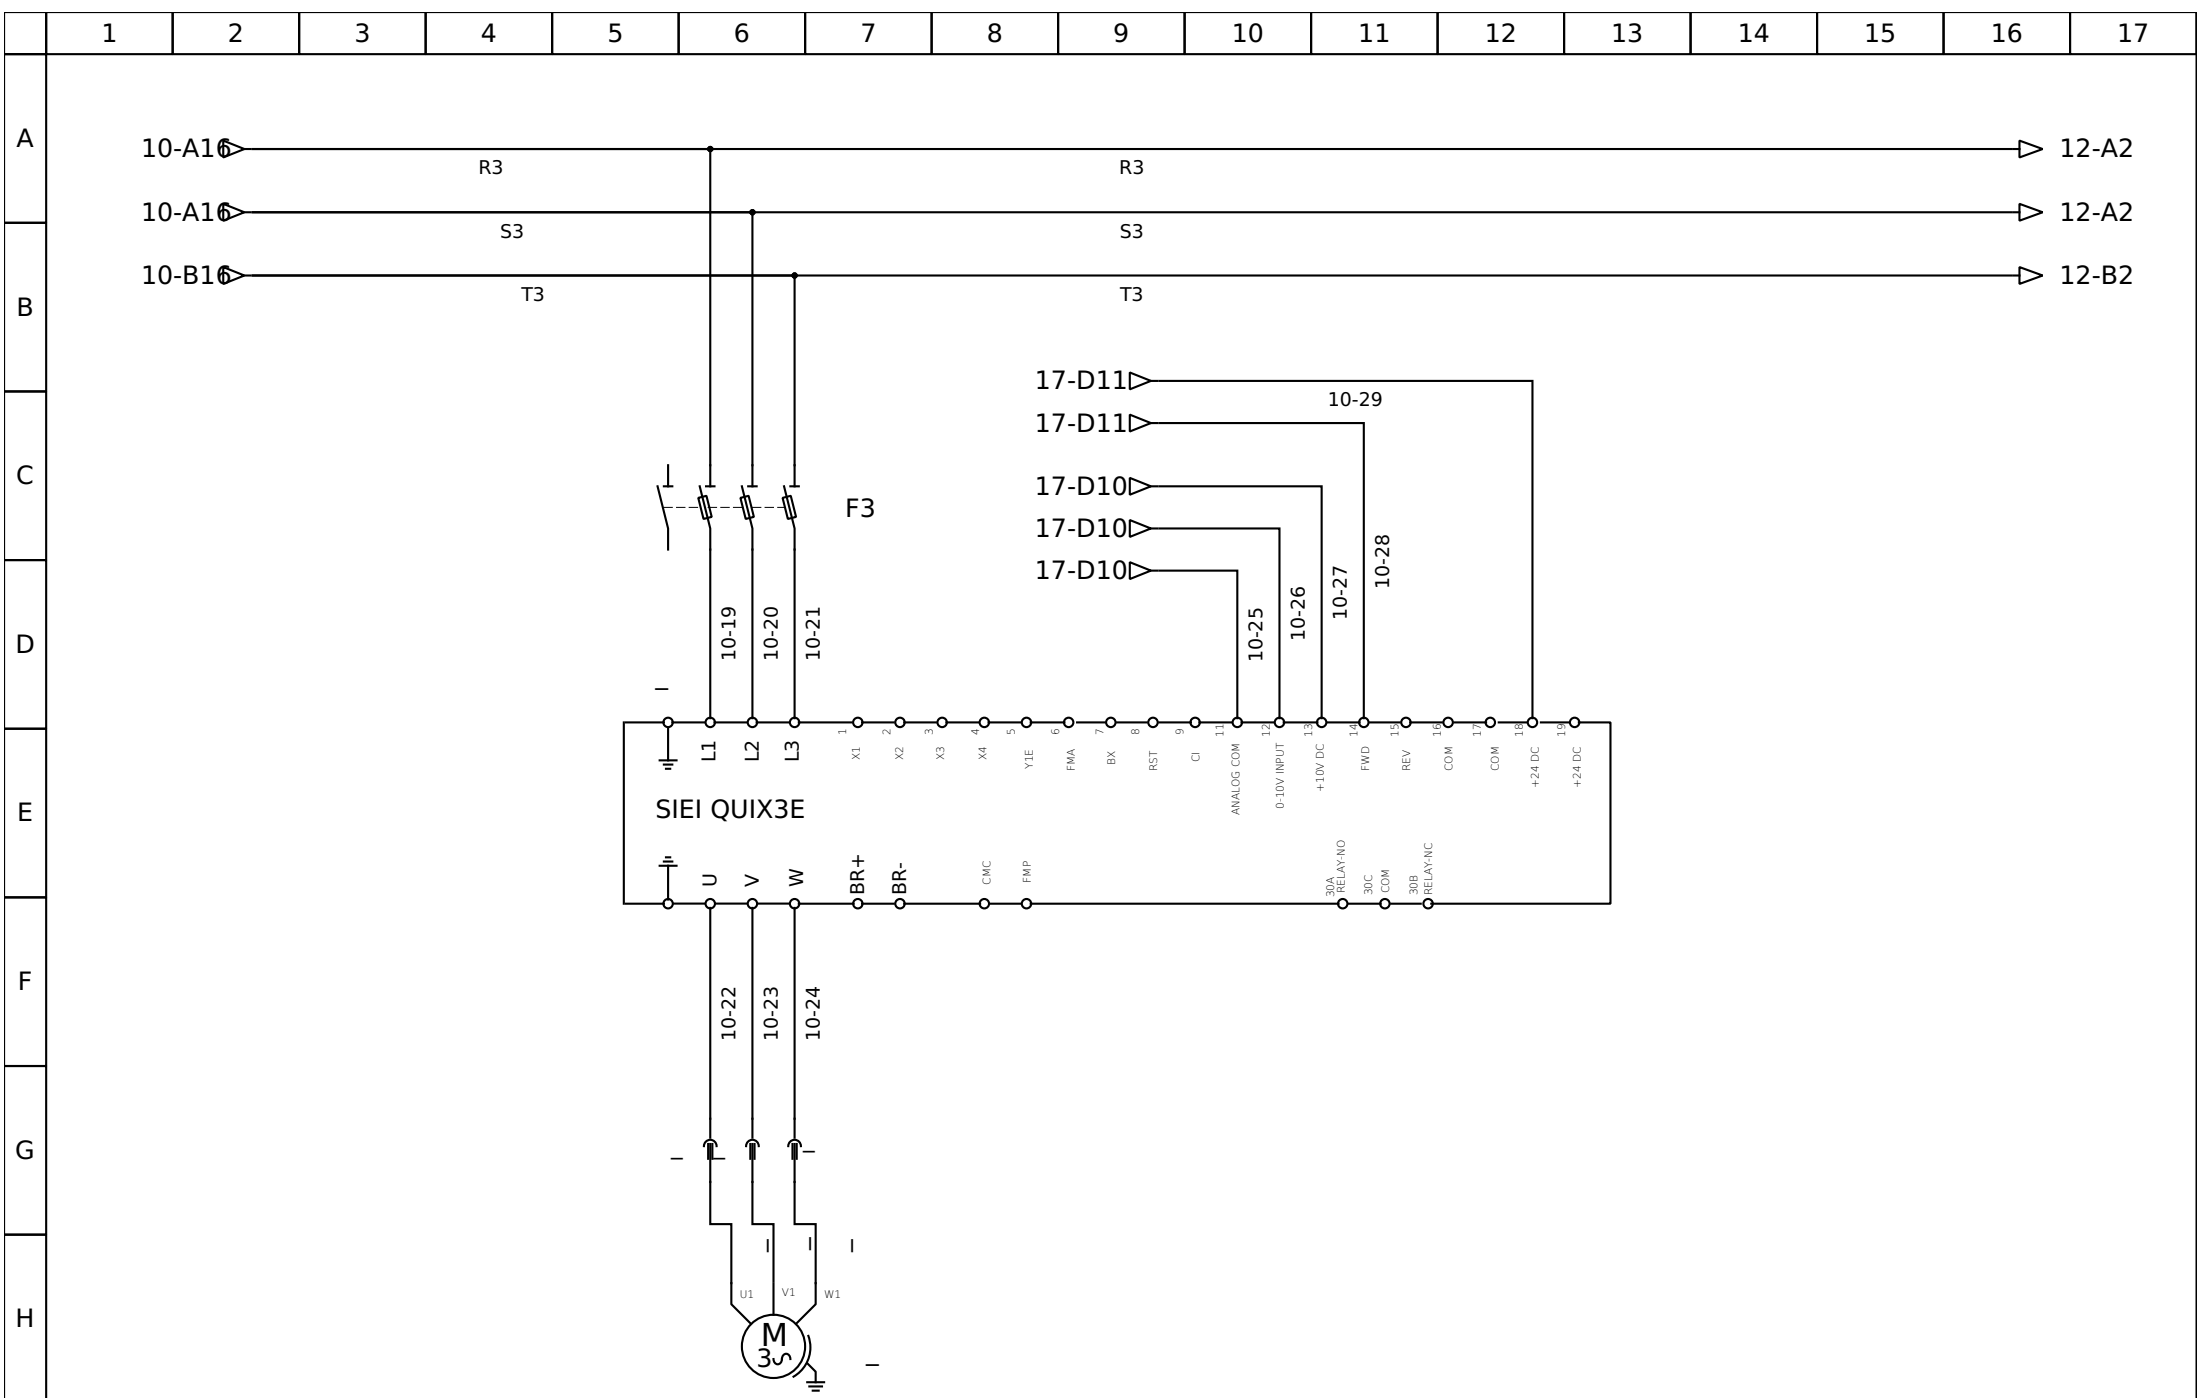 1 2 3 4 5 6 7 8 9 10 11 12 13 14 15 16 17
A
10-A16 12-A2
R3 R3
10-A16 12-A2
S3 S3
10-B16 12-B2
T3 T3
B
17-D11
10-29
17-D11
C
17-D10
F3
17-D10
17-D10
10-28
10-27
10-26
10-25
10-19 10-20 10-21
D
L1 L2 L3
1 2 3 4 5 6 7 8 9 11 12 13 14 15 16 17 18 19
X1 X2 X3 X4 Y1E FMA BX RST CI ANALOG COM 0-10V INPUT +10V DC FWD REV COM COM +24 DC +24 DC
E
SIEI QUIX3E
U V W BR+ BR- CMC FMP
30A RELAY-NO
30C COM
30B RELAY-NC
F
10-22 10-23 10-24
G
U1 V1 W1
H
M
3∿